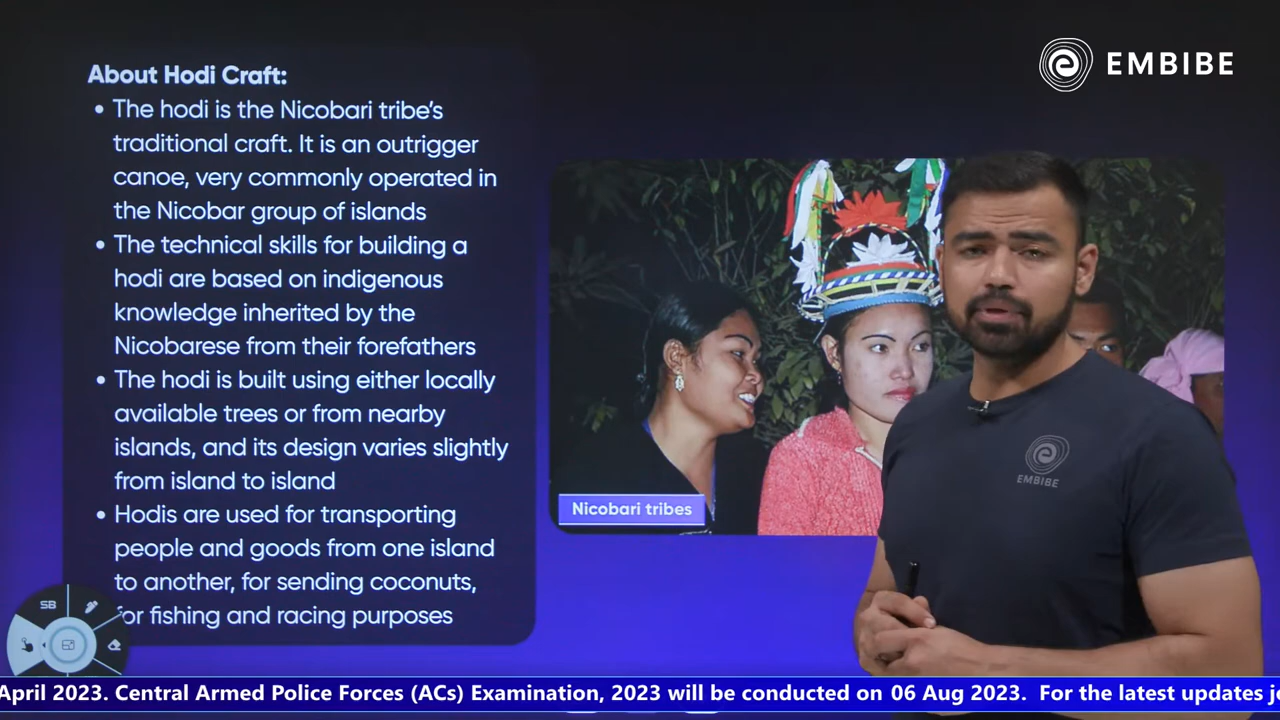 About Hodi Craft:
• The hodi is the Nicobari tribe's
traditional craft. It is an outrigger
canoe, very commonly operated in
the Nicobar group of islands
• The technical skills for building a
hodi are based on indigenous
knowledge inherited by the
Nicobarese from their forefathers
• The hodi is built using either locally
available trees or from nearby
islands, and its design varies slightly
from island to island
• Hodis are used for transporting
people and goods from one island
to another, for sending coconuts,
for fishing and racing purposes
EMBIBE
Nicobari tribes
EMBIBE
SB
April 2023. Central Armed Police Forces (ACs) Examination, 2023 will be conducted on 06 Aug 2023. For the latest updates